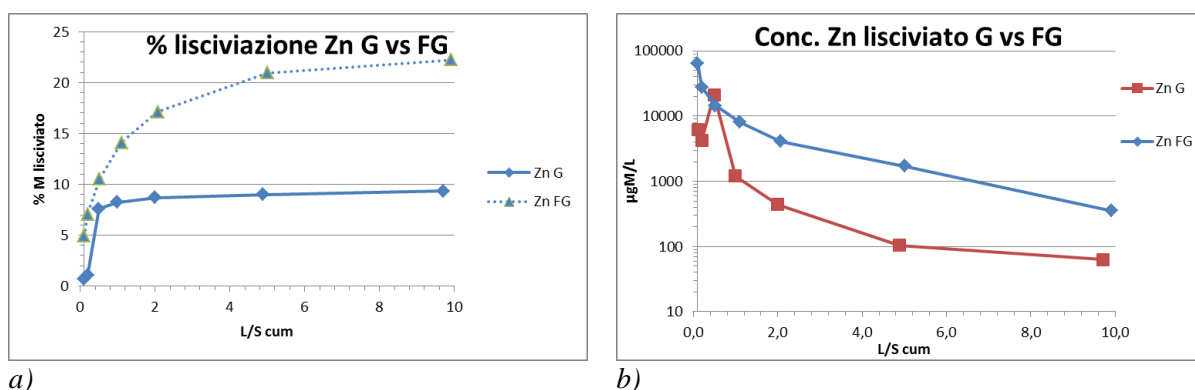 % lisciviazione Zn G vs FG
25
20
15
10
5
0
% M lisciviato
0
2
4
6
8
10
L/S cum
Zn G
Zn FG
a)
Conc. Zn lisciviato G vs FG
100000
10000
1000
100
10
µgM/L
0,0
2,0
4,0
6,0
8,0
10,0
L/S cum
Zn G
Zn FG
b)